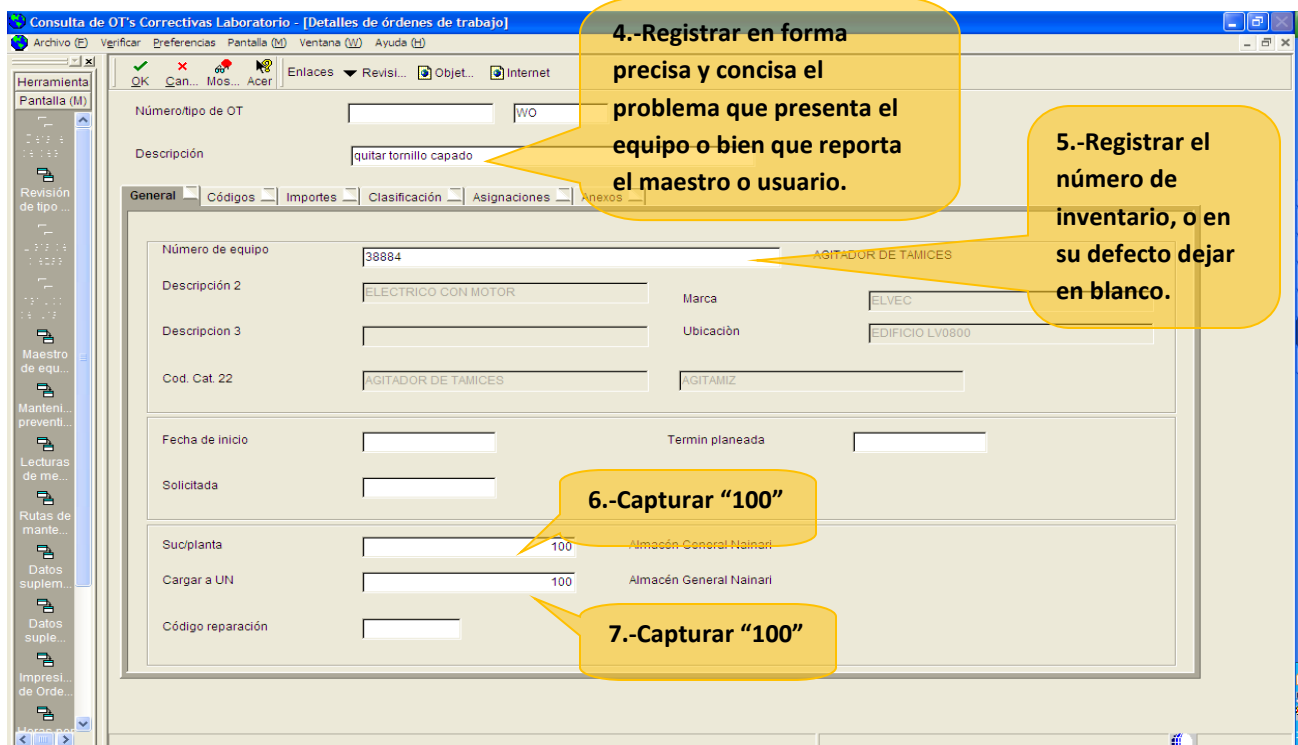 Consulta de OT's Correctivas Laboratorio - [Detalles de órdenes de trabajo]
Archivo (F) Verificar Preferencias Pantalla (M) Ventana (W) Ayuda (H)
Herramienta
Pantalla (M)
OK Can... Mos... Acer Enlaces Revisi... Objet... Internet
Revisión
de tipo ...
Maestro
de equ...
Manteni...
preventi...
Lecturas
de me...
Rutas de
mante...
Datos
suplem...
Datos
suple...
Impresi...
de Orde...
Horas por
Número/tipo de OT WO
Descripción quitar tornillo capado
4.-Registrar en forma
precisa y concisa el
problema que presenta el
equipo o bien que reporta
el maestro o usuario.
General Códigos Importes Clasificación Asignaciones Anexos
5.-Registrar el
número de
inventario, o en
su defecto dejar
en blanco.
Número de equipo 38884 AGITADOR DE TAMICES
Descripción 2 ELECTRICO CON MOTOR Marca ELVEC
Descripcion 3 Ubicaciòn EDIFICIO LV0800
Cod. Cat. 22 AGITADOR DE TAMICES AGITAMIZ
Fecha de inicio Termin planeada
Solicitada
6.-Capturar “100”
Suc/planta 100 Almacén General Nainari
Cargar a UN 100 Almacén General Nainari
Código reparación
7.-Capturar “100”